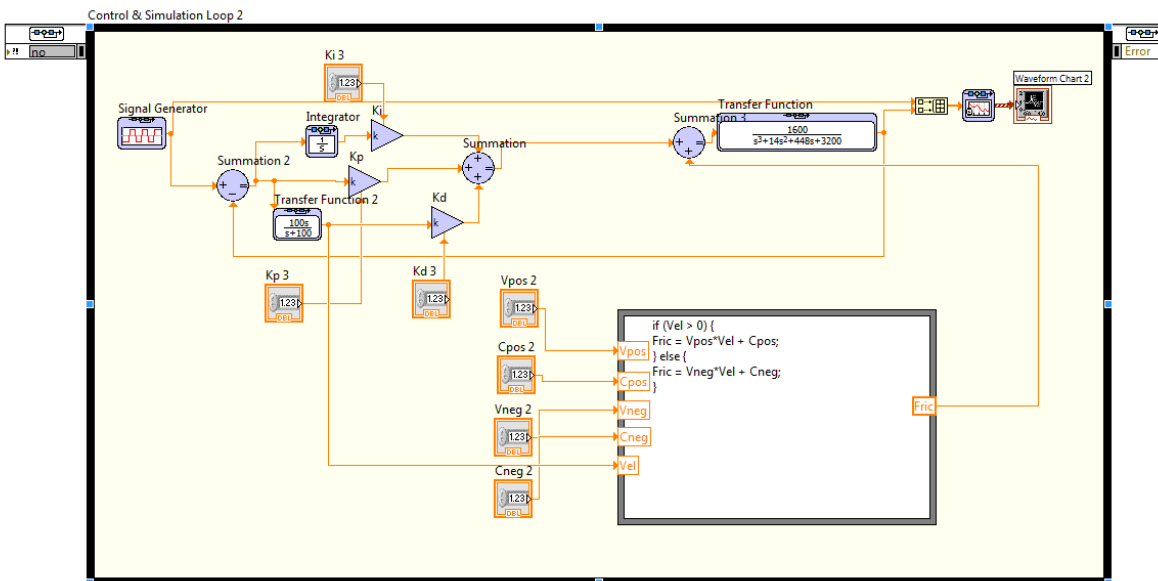 Control & Simulation Loop 2
?! no
Error
Ki 3
1.23
DBL
Waveform Chart 2
Signal Generator
Ki
Transfer Function
Integrator
Summation 3
k
1
s
1600
s³+14s²+448s+3200
+ =
+
Summation
Summation 2
Kp
+
+ =
+
+ =
−
k
Transfer Function 2
Kd
100s
s+100
k
Kp 3
1.23
DBL
Kd 3
1.23
DBL
Vpos 2
1.23
DBL
Cpos 2
1.23
DBL
Vneg 2
1.23
DBL
Cneg 2
1.23
DBL
if (Vel > 0) {
Fric = Vpos*Vel + Cpos;
} else {
Fric = Vneg*Vel + Cneg;
}
Vpos
Cpos
Vneg
Cneg
Vel
Fric